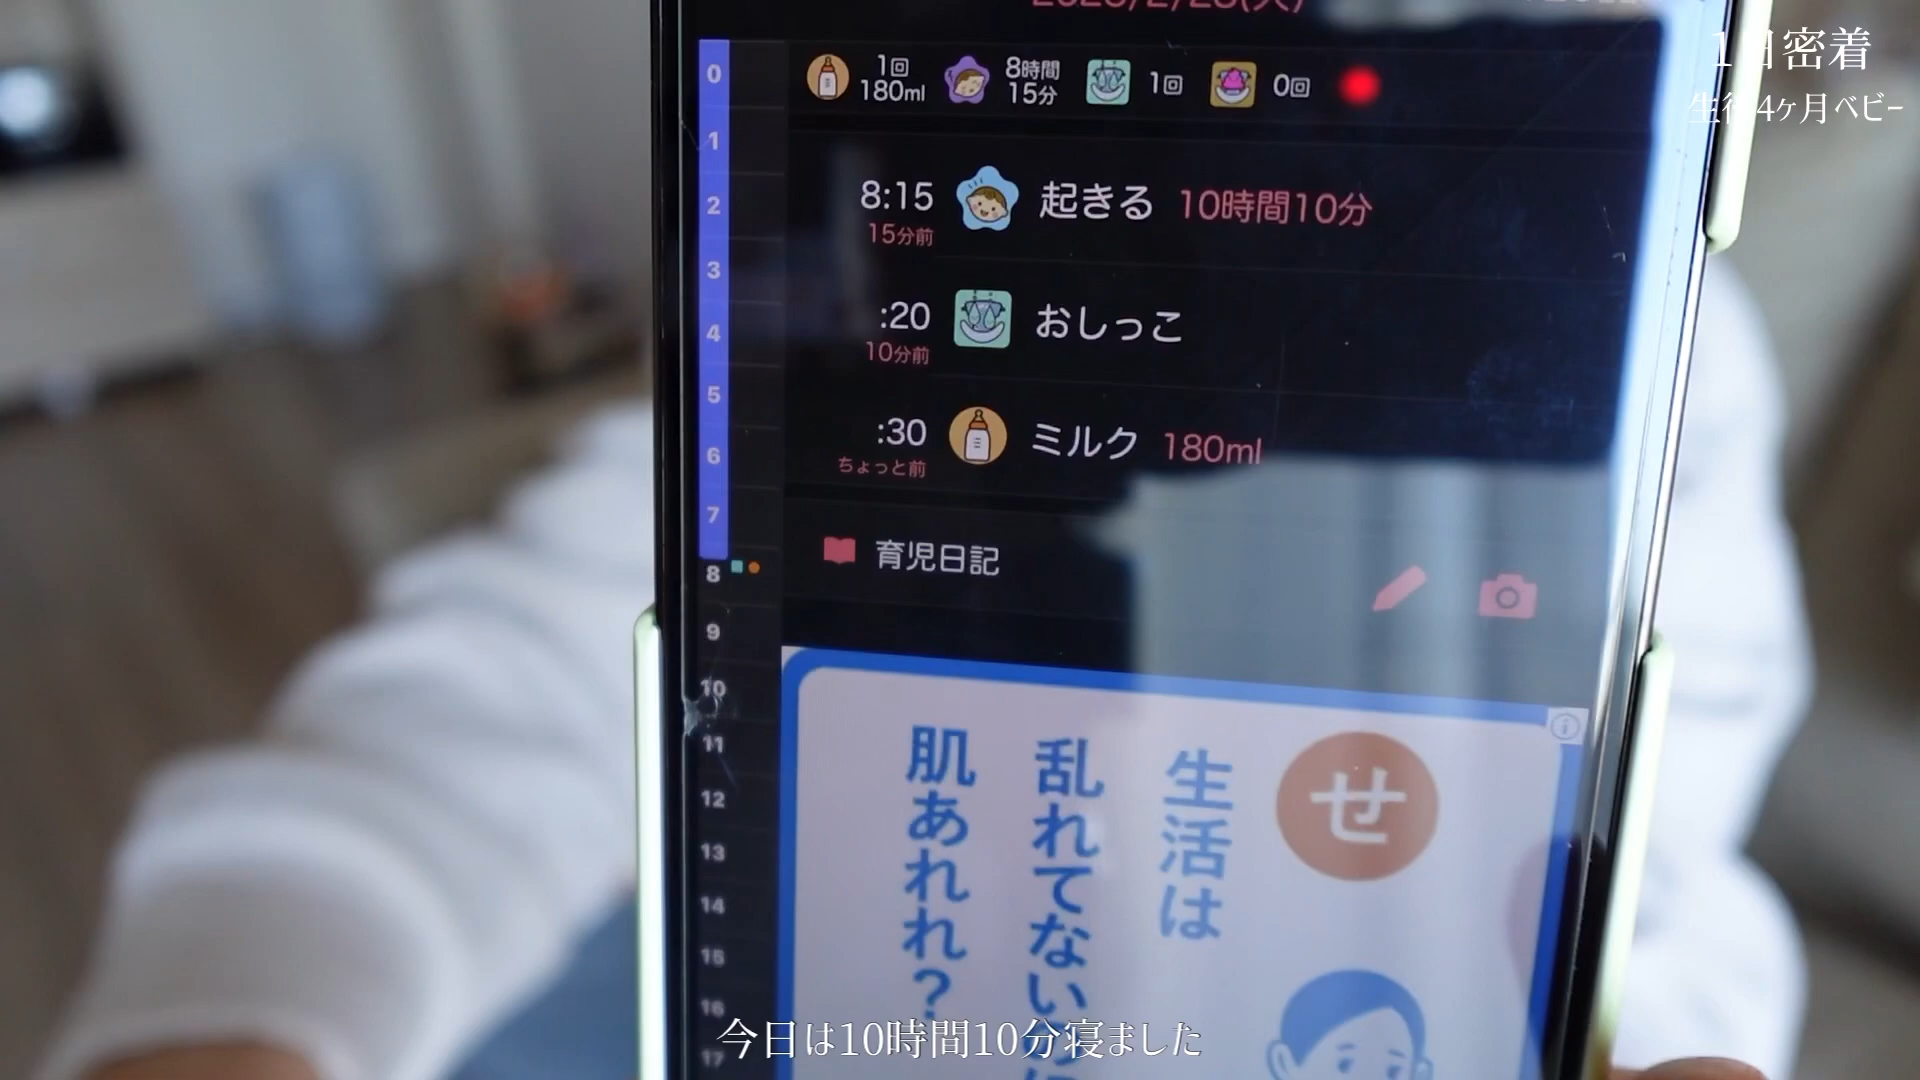 1日密着
生後4ヶ月ベビー
1回
180ml
8時間
15分
1回
0回
8:15
15分前
起きる 10時間10分
:20
10分前
おしっこ
:30
ちょっと前
ミルク 180ml
育児日記
0
1
2
3
4
5
6
7
8
9
10
11
12
13
14
15
16
17
せ
生活は
乱れてない
肌あれれ?
今日は10時間10分寝ました